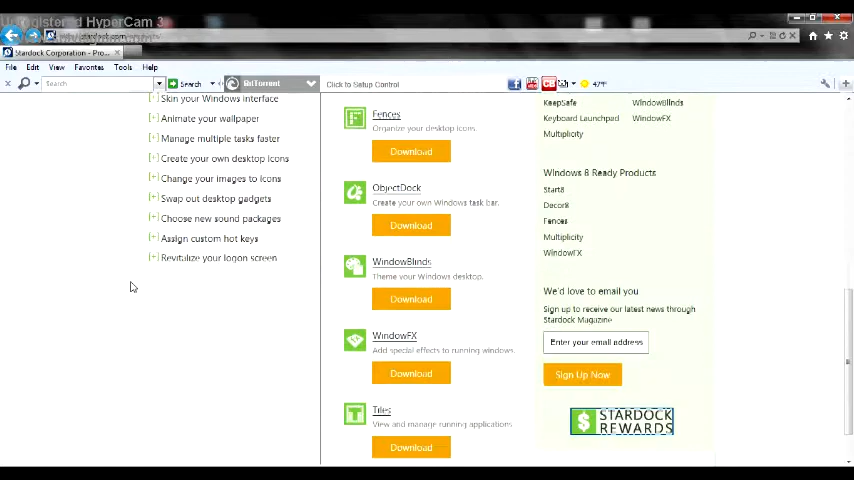 Unregistered HyperCam 3
Stardock Corporation - Pro...
File Edit View Favorites Tools Help
Search
Search
BitTorrent
Click to Setup Control
47°F
Skin your Windows interface
Animate your wallpaper
Manage multiple tasks faster
Create your own desktop icons
Change your images to icons
Swap out desktop gadgets
Choose new sound packages
Assign custom hot keys
Revitalize your logon screen
Fences
Organize your desktop icons.
Download
ObjectDock
Create your own Windows task bar.
Download
WindowBlinds
Theme your Windows desktop.
Download
WindowFX
Add special effects to running windows.
Download
Tiles
View and manage running applications
Download
KeepSafe WindowBlinds
Keyboard Launchpad WindowFX
Multiplicity
Windows 8 Ready Products
Start8
Decor8
Fences
Multiplicity
WindowFX
We'd love to email you
Sign up to receive our latest news through
Stardock Magazine
Enter your email address
Sign Up Now
$ STARDOCK
REWARDS